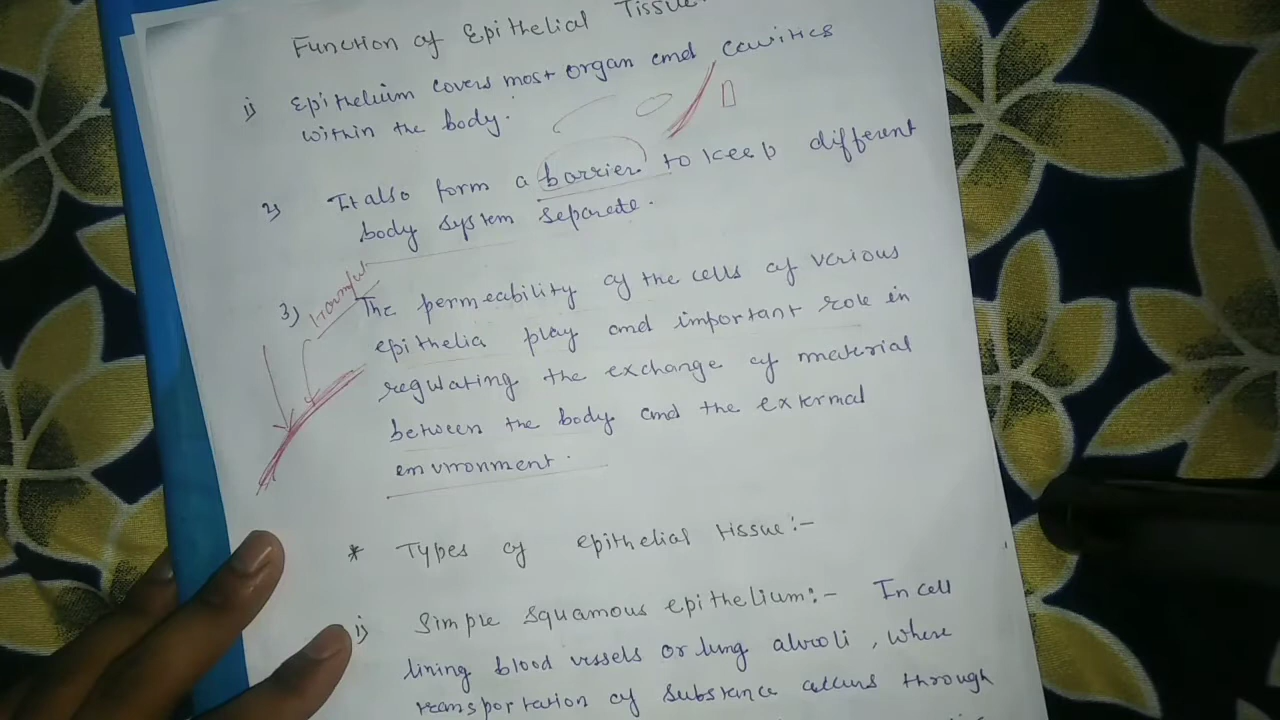 Function of Epithelial Tissue.
i) Epithelium covers most organ and cavities
within the body.
2) It also form a barrier to keep different
body system separate.
Harmful
3) The permeability of the cells of various
epithelia play and important role in
regulating the exchange of material
between the body and the external
environment.
* Types of epithelial tissue:-
i) Simple squamous epithelium:- In cell
lining blood vessels or lung alveoli, where
transportation of substance occurs through